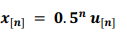 x[n] = 0.5ⁿ u[n]